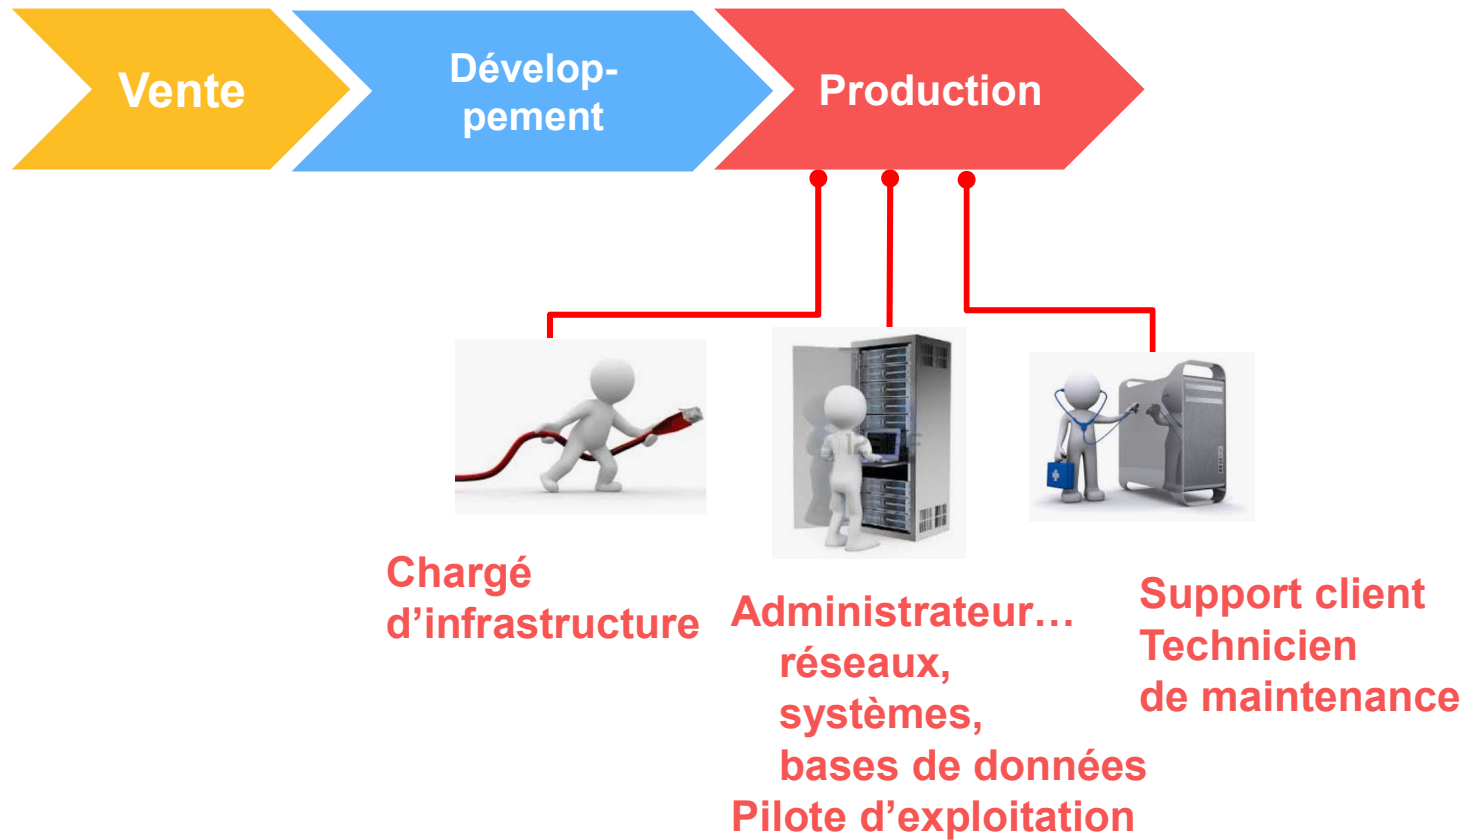 Vente
Dévelop-
pement
Production
Chargé
d’infrastructure
Administrateur…
réseaux,
systèmes,
bases de données
Pilote d’exploitation
Support client
Technicien
de maintenance